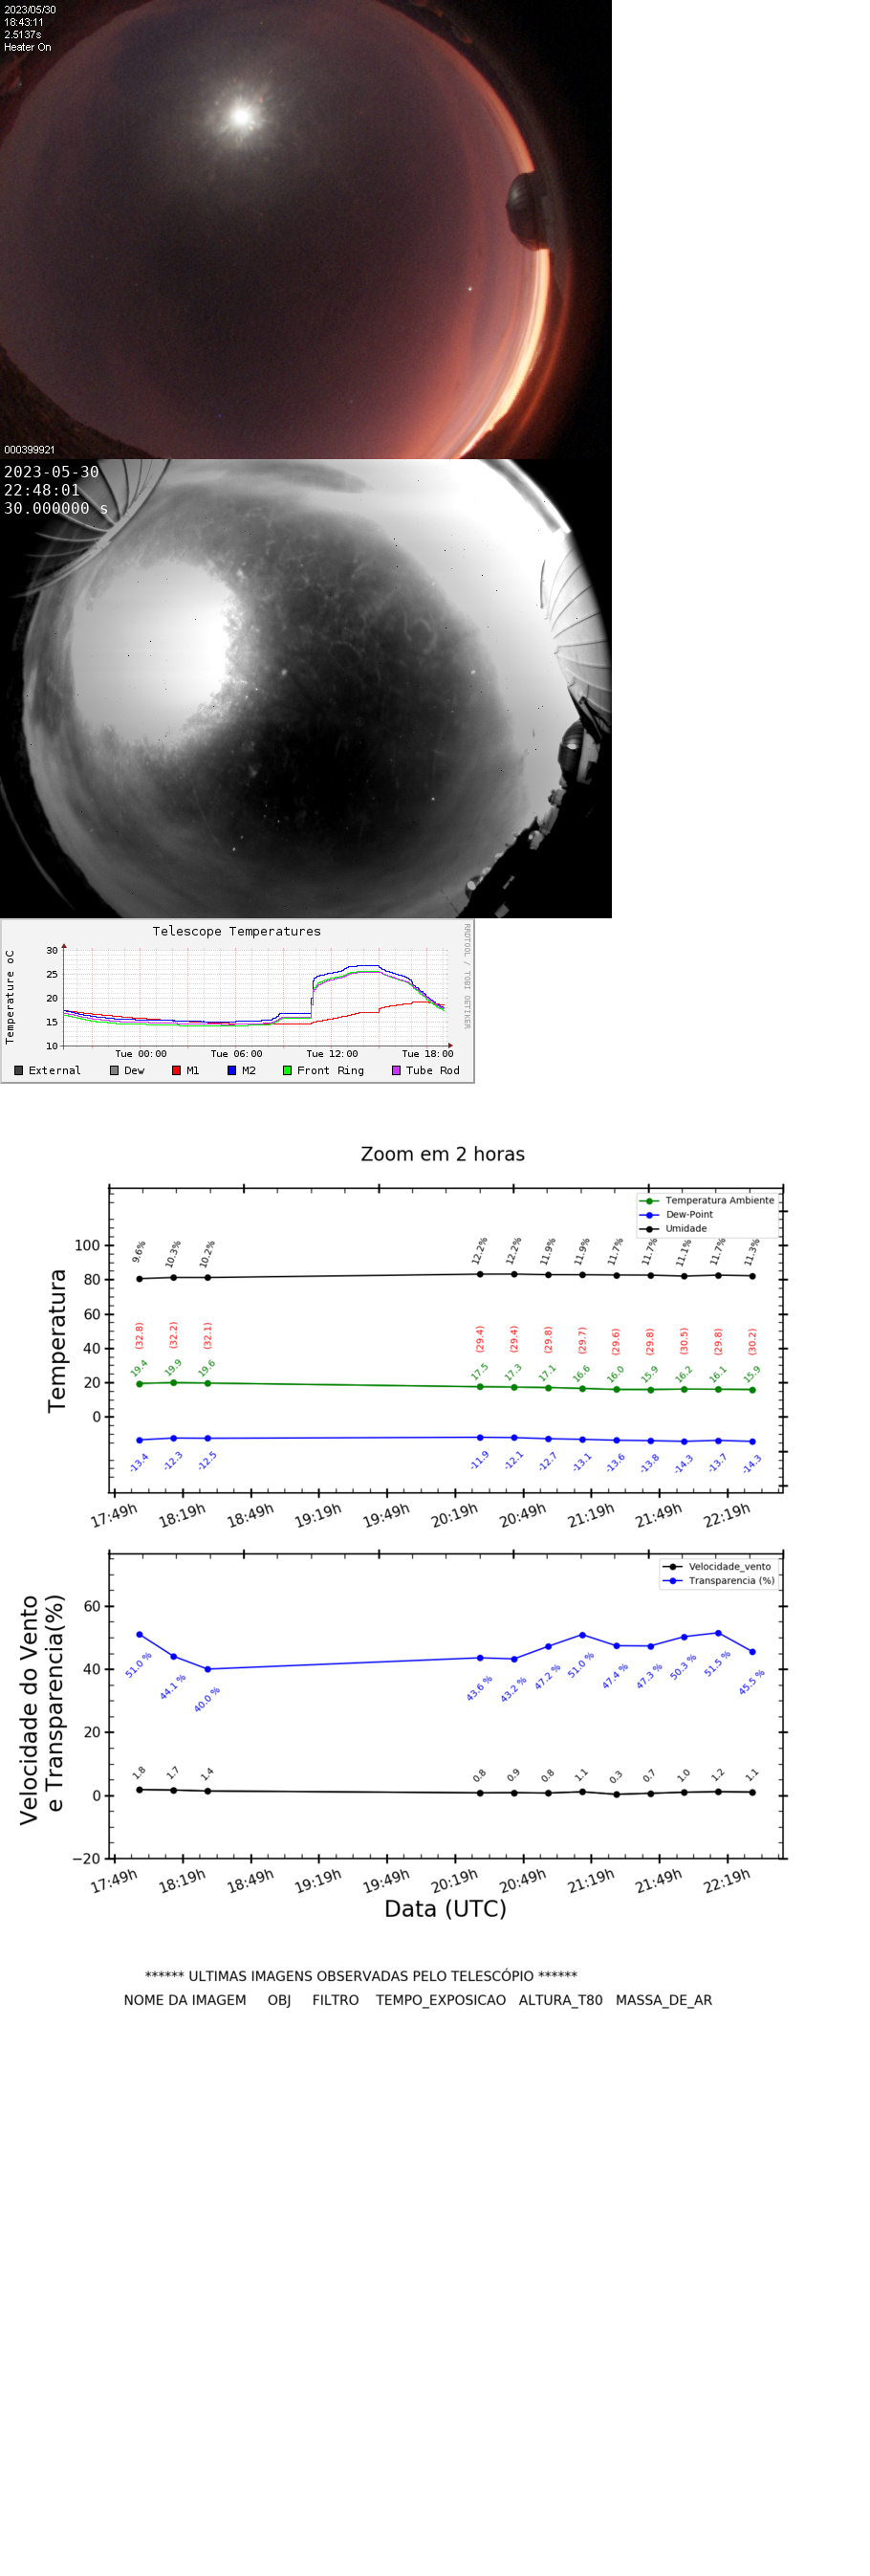 2023/05/30
18:43:11
2.5137s
Heater On
000399921
2023-05-30
22:48:01
30.000000 s
Telescope Temperatures
RRDTOOL / TOBI OETIKER
Temperature oC
30
25
20
15
10
Tue 00:00 Tue 06:00 Tue 12:00 Tue 18:00
External Dew M1 M2 Front Ring Tube Rod
Zoom em 2 horas
Temperatura Ambiente
Dew-Point
Umidade
Temperatura
100
80
60
40
20
0
9.6% 10.3% 10.2% 12.2% 12.2% 11.9% 11.9% 11.7% 11.7% 11.1% 11.7% 11.3%
(32.8) (32.2) (32.1) (29.4) (29.4) (29.8) (29.7) (29.6) (29.8) (30.5) (29.8) (30.2)
19.4 19.9 19.6 17.5 17.3 17.1 16.6 16.0 15.9 16.2 16.1 15.9
-13.4 -12.3 -12.5 -11.9 -12.1 -12.7 -13.1 -13.6 -13.8 -14.3 -13.7 -14.3
17:49h 18:19h 18:49h 19:19h 19:49h 20:19h 20:49h 21:19h 21:49h 22:19h
Velocidade_vento
Transparencia (%)
Velocidade do Vento
e Transparencia(%)
60
40
20
0
−20
51.0 % 44.1 % 40.0 % 43.6 % 43.2 % 47.2 % 51.0 % 47.4 % 47.3 % 50.3 % 51.5 % 45.5 %
1.8 1.7 1.4 0.8 0.9 0.8 1.1 0.3 0.7 1.0 1.2 1.1
17:49h 18:19h 18:49h 19:19h 19:49h 20:19h 20:49h 21:19h 21:49h 22:19h
Data (UTC)
****** ULTIMAS IMAGENS OBSERVADAS PELO TELESCÓPIO ******
NOME DA IMAGEM OBJ FILTRO TEMPO_EXPOSICAO ALTURA_T80 MASSA_DE_AR